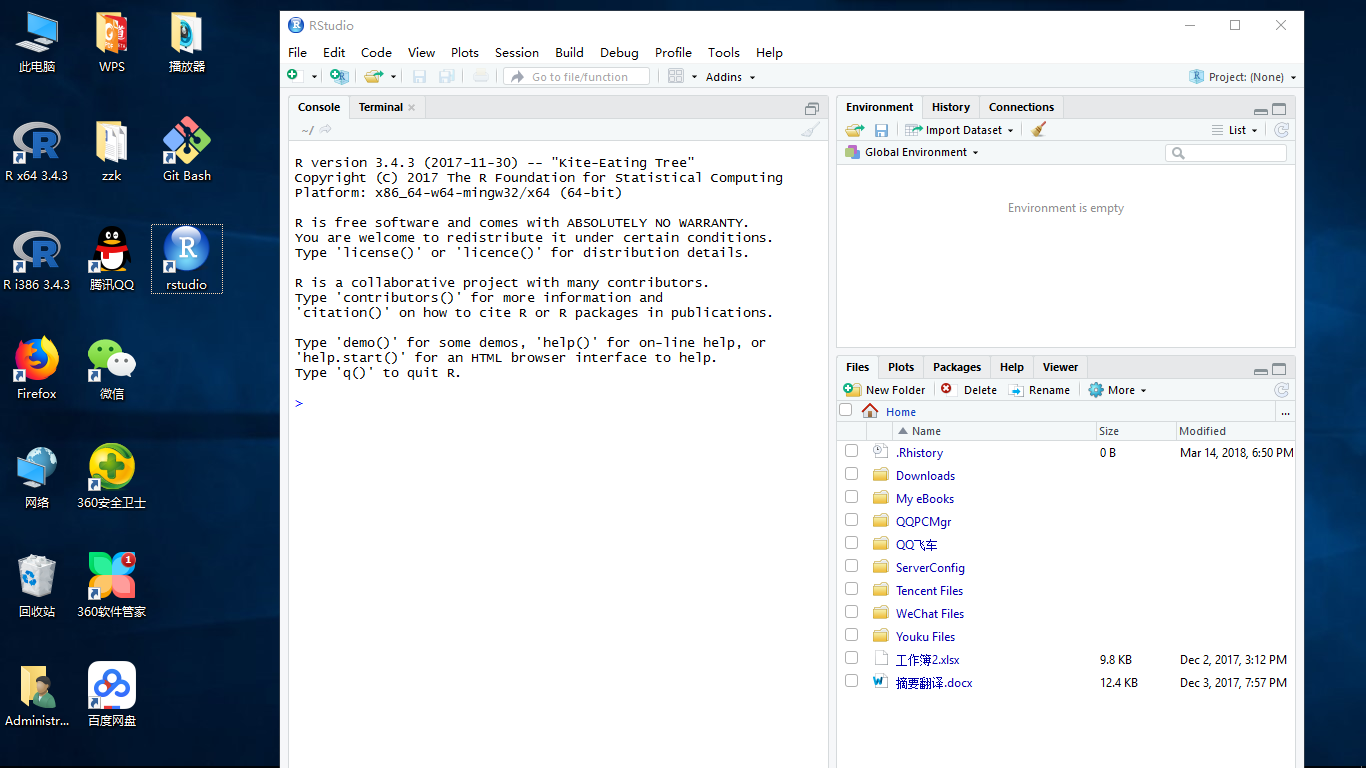 此电脑
WPS
播放器
R x64 3.4.3
zzk
Git Bash
R i386 3.4.3
腾讯QQ
rstudio
Firefox
微信
网络
360安全卫士
回收站
1
360软件管家
Administr...
百度网盘
RStudio
File Edit Code View Plots Session Build Debug Profile Tools Help
Go to file/function
Addins
Project: (None)
Console Terminal
~/
R version 3.4.3 (2017-11-30) -- "Kite-Eating Tree"
Copyright (C) 2017 The R Foundation for Statistical Computing
Platform: x86_64-w64-mingw32/x64 (64-bit)
R is free software and comes with ABSOLUTELY NO WARRANTY.
You are welcome to redistribute it under certain conditions.
Type 'license()' or 'licence()' for distribution details.
R is a collaborative project with many contributors.
Type 'contributors()' for more information and
'citation()' on how to cite R or R packages in publications.
Type 'demo()' for some demos, 'help()' for on-line help, or
'help.start()' for an HTML browser interface to help.
Type 'q()' to quit R.
>
Environment History Connections
Import Dataset
List
Global Environment
Environment is empty
Files Plots Packages Help Viewer
New Folder Delete Rename More
Home ...
Name Size Modified
.Rhistory 0 B Mar 14, 2018, 6:50 PM
Downloads
My eBooks
QQPCMgr
QQ飞车
ServerConfig
Tencent Files
WeChat Files
Youku Files
工作簿2.xlsx 9.8 KB Dec 2, 2017, 3:12 PM
摘要翻译.docx 12.4 KB Dec 3, 2017, 7:57 PM